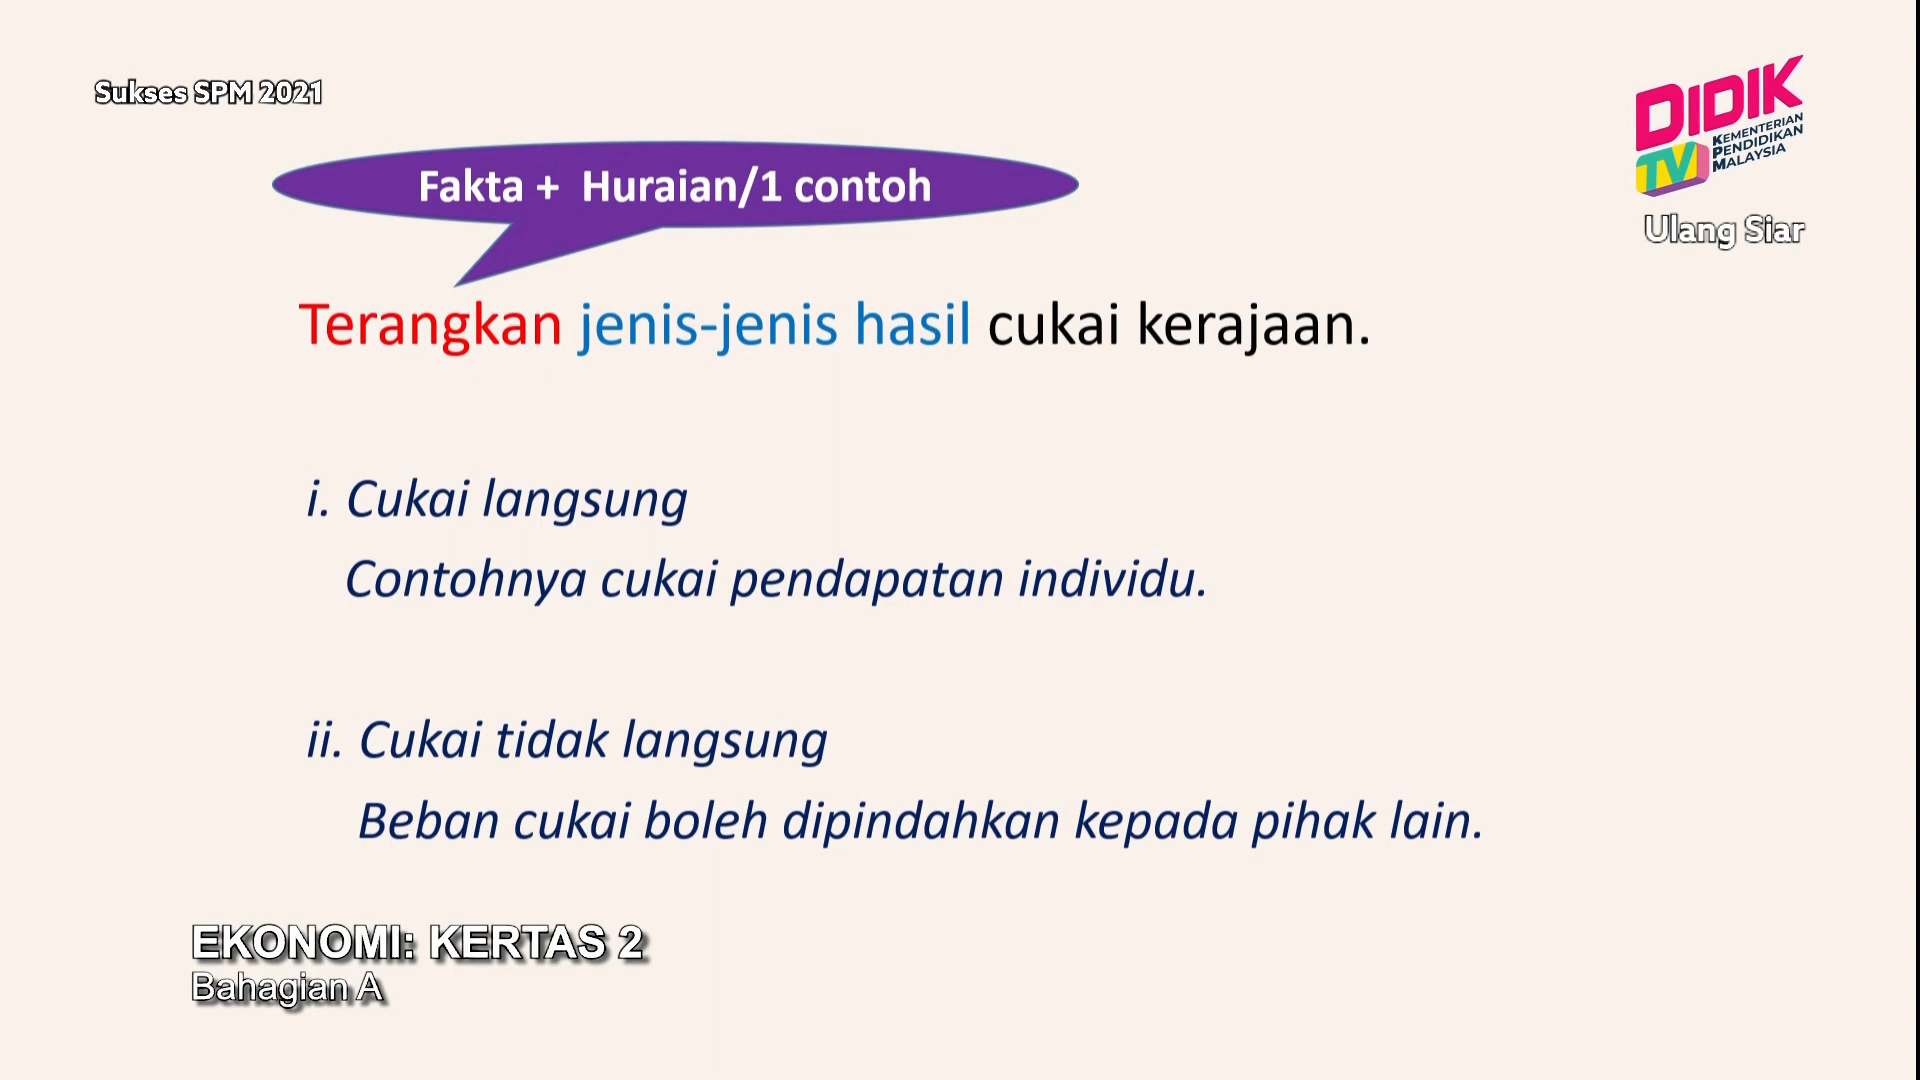 Sukses SPM 2021
DIDIK
TV
KEMENTERIAN
PENDIDIKAN
MALAYSIA
Ulang Siar
Fakta + Huraian/1 contoh
Terangkan jenis-jenis hasil cukai kerajaan.
i. Cukai langsung
Contohnya cukai pendapatan individu.
ii. Cukai tidak langsung
Beban cukai boleh dipindahkan kepada pihak lain.
EKONOMI: KERTAS 2
Bahagian A